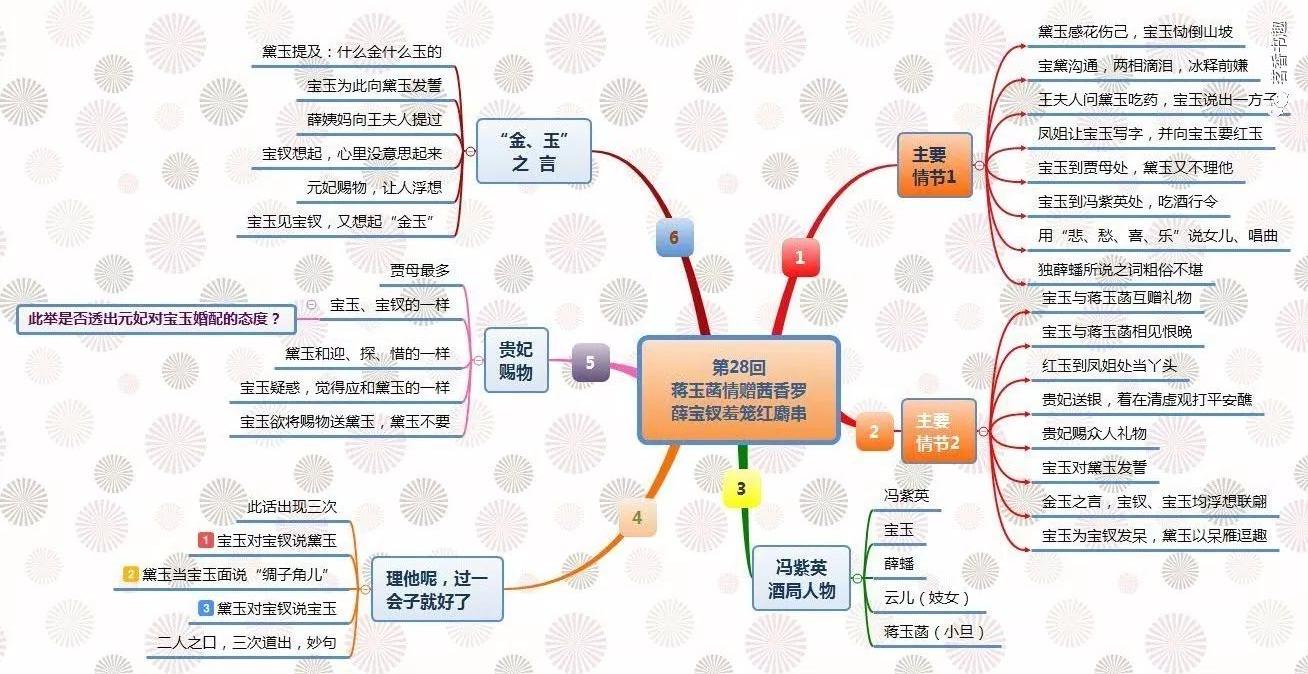 第28回
蒋玉菡情赠茜香罗
薛宝钗羞笼红麝串
1
主要
情节1
黛玉感花伤己，宝玉恸倒山坡
宝黛沟通，两相滴泪，冰释前嫌
王夫人问黛玉吃药，宝玉说出一方子
凤姐让宝玉写字，并向宝玉要红玉
宝玉到贾母处，黛玉又不理他
宝玉到冯紫英处，吃酒行令
用“悲、愁、喜、乐”说女儿、唱曲
独薛蟠所说之词粗俗不堪
2
主要
情节2
宝玉与蒋玉菡互赠礼物
宝玉与蒋玉菡相见恨晚
红玉到凤姐处当丫头
贵妃送银，着在清虚观打平安醮
贵妃赐众人礼物
宝玉对黛玉发誓
金玉之言，宝钗、宝玉均浮想联翩
宝玉为宝钗发呆，黛玉以呆雁逗趣
3
冯紫英
酒局人物
冯紫英
宝玉
薛蟠
云儿（妓女）
蒋玉菡（小旦）
4
理他呢，过一
会子就好了
此话出现三次
1 宝玉对宝钗说黛玉
2 黛玉当宝玉面说“绸子角儿”
3 黛玉对宝钗说宝玉
二人之口，三次道出，妙句
5
贵妃
赐物
贾母最多
宝玉、宝钗的一样
此举是否透出元妃对宝玉婚配的态度？
黛玉和迎、探、惜的一样
宝玉疑惑，觉得应和黛玉的一样
宝玉欲将赐物送黛玉，黛玉不要
6
“金、玉”
之 言
黛玉提及：什么金什么玉的
宝玉为此向黛玉发誓
薛姨妈向王夫人提过
宝钗想起，心里没意思起来
元妃赐物，让人浮想
宝玉见宝钗，又想起“金玉”
茗香书趣